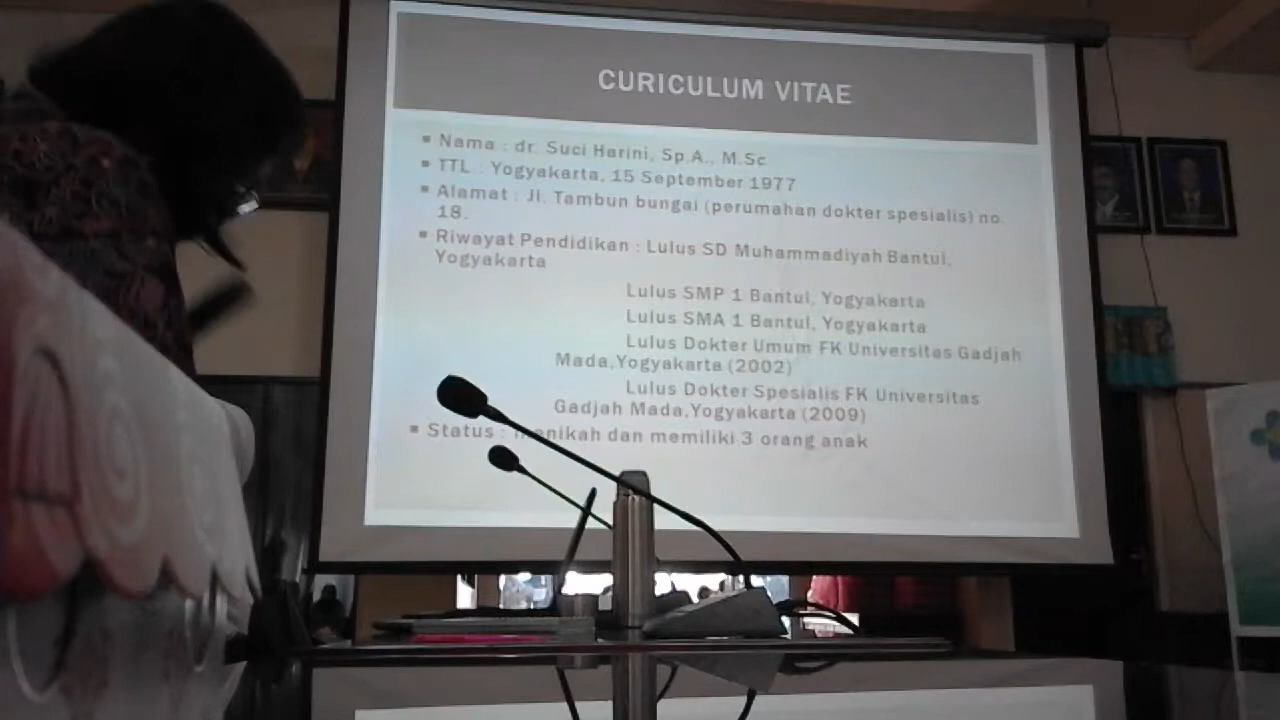 CURICULUM VITAE
▪ Nama : dr. Suci Harini, Sp.A., M.Sc
▪ TTL : Yogyakarta, 15 September 1977
▪ Alamat : Jl. Tambun bungai (perumahan dokter spesialis) no.
18.
▪ Riwayat Pendidikan : Lulus SD Muhammadiyah Bantul,
Yogyakarta
Lulus SMP 1 Bantul, Yogyakarta
Lulus SMA 1 Bantul, Yogyakarta
Lulus Dokter Umum FK Universitas Gadjah
Mada,Yogyakarta (2002)
Lulus Dokter Spesialis FK Universitas
Gadjah Mada,Yogyakarta (2009)
▪ Status : menikah dan memiliki 3 orang anak